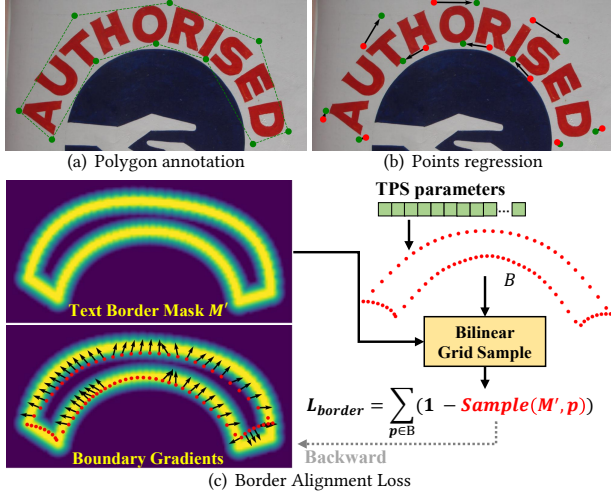 AUTHORISED
AUTHORISED
(a) Polygon annotation
(b) Points regression
TPS parameters
...
Text Border Mask M′
B
Bilinear
Grid Sample
L_border = ∑_{p∈B} (1 − Sample(M′, p))
Boundary Gradients
Backward
(c) Border Alignment Loss